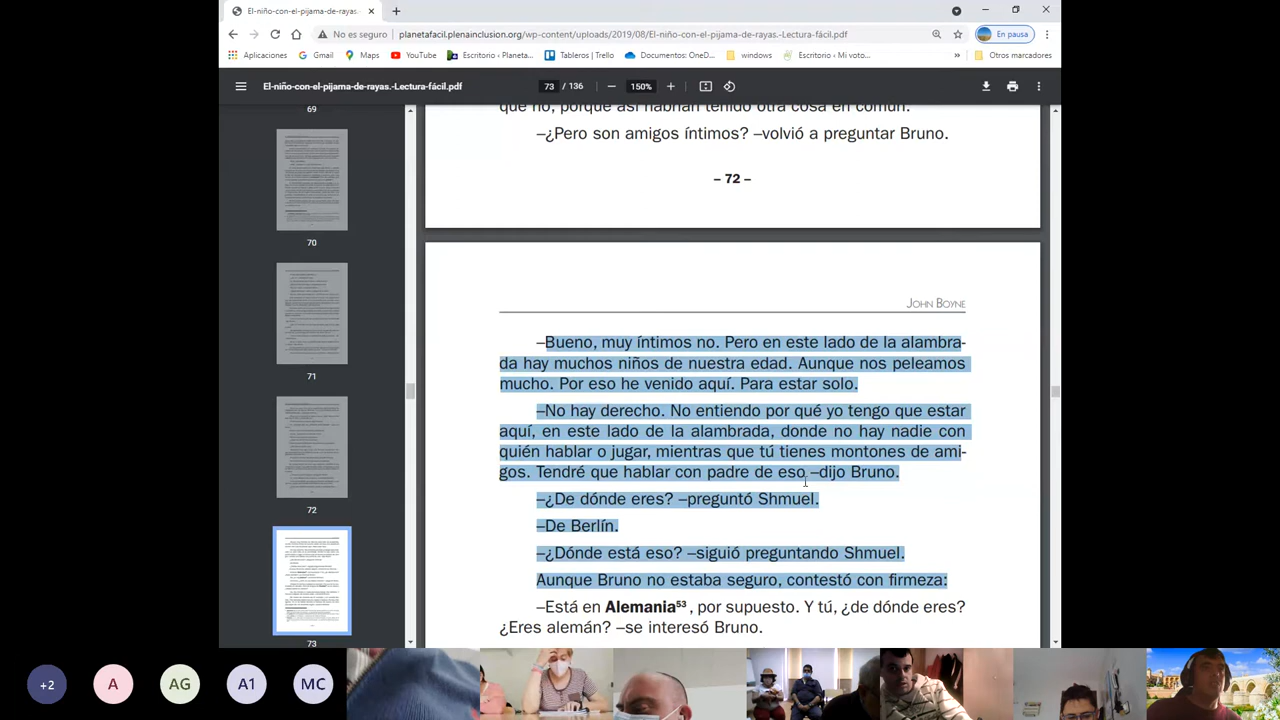 El-niño-con-el-pijama-de-rayas.-
No es seguro
planetafacil.plenainclusion.org/wp-content/uploads/2019/08/El-niño-con-el-pijama-de-rayas.-Lectura-fácil.pdf
En pausa
Aplicaciones
Gmail
Maps
YouTube
Escritorio – Planeta...
Tableros | Trello
Documentos: OneD...
windows
Escritorio ‹ Mi voto...
»
Otros marcadores
El-niño-con-el-pijama-de-rayas.-Lectura-fácil.pdf
73 / 136
150%
69
70
71
72
73
que no, porque así habrían tenido otra cosa en común.
–¿Pero son amigos íntimos? –volvió a preguntar Bruno.
– 72 –
John Boyne
–Bueno, muy íntimos no. Pero en este lado de la alambra-
da hay muchos niños de nuestra edad. Aunque nos peleamos
mucho. Por eso he venido aquí. Para estar solo.
–No hay derecho. No entiendo por qué yo tengo que estar
aquí, en este lado de la alambrada, donde no hay nadie con
quién hablar o jugar, mientras que tú tienes montones de ami-
gos. Tendré que hablar con padre de eso –dijo Bruno.
–¿De dónde eres? –preguntó Shmuel.
–De Berlín.
–¿Dónde está eso? –siguió preguntando Shmuel.
Aunque Bruno no estaba seguro, contestó con firmeza:
–Está en Alemania53, por supuesto. Y tú ¿de dónde eres?
¿Eres alemán? –se interesó Bruno.
+2
A
AG
A1
MC